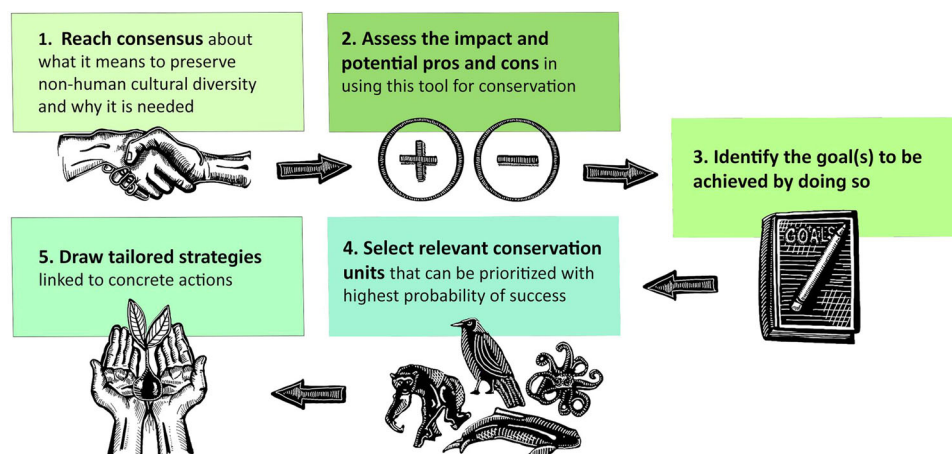 1. Reach consensus about
what it means to preserve
non-human cultural diversity
and why it is needed
2. Assess the impact and
potential pros and cons in
using this tool for conservation
3. Identify the goal(s) to be
achieved by doing so
GOALS
4. Select relevant conservation
units that can be prioritized with
highest probability of success
5. Draw tailored strategies
linked to concrete actions